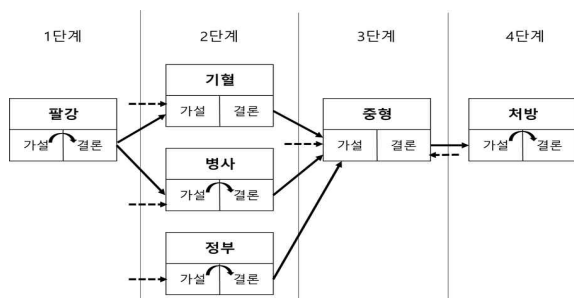 1단계 2단계 3단계 4단계
기혈
가설 결론
팔강
가설 결론
중형
가설 결론
처방
가설 결론
병사
가설 결론
정부
가설 결론